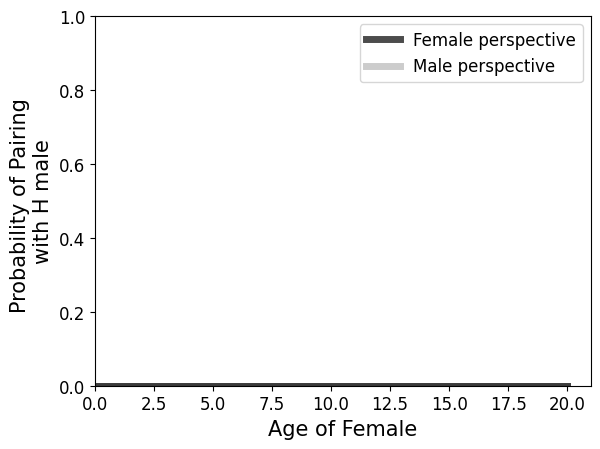 Probability of Pairing
with H male
1.0
0.8
0.6
0.4
0.2
0.0
Female perspective
Male perspective
0.0 2.5 5.0 7.5 10.0 12.5 15.0 17.5 20.0
Age of Female